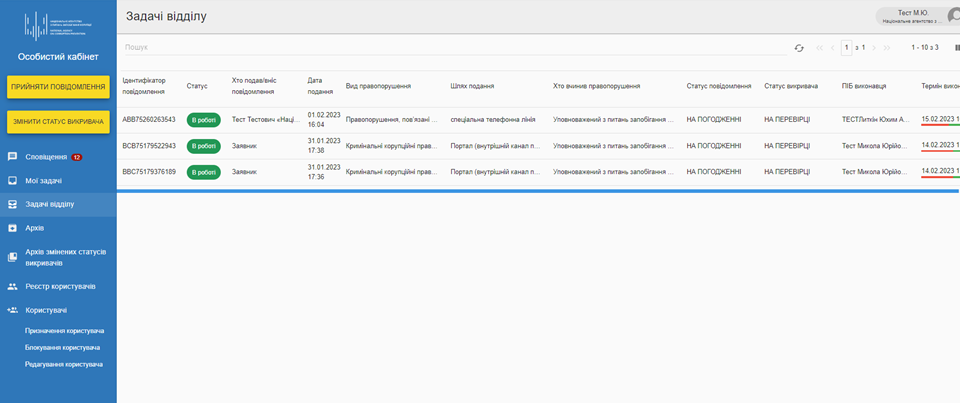 Особистий кабінет
ПРИЙНЯТИ ПОВІДОМЛЕННЯ
ЗМІНИТИ СТАТУС ВИКРИВАЧА
Сповіщення 12
Мої задачі
Задачі відділу
Архів
Архів змінених статусів
викривачів
Реєстр користувачів
Користувачі
Призначення користувача
Блокування користувача
Редагування користувача
Задачі відділу
Тест М.Ю.
Національне агентство з ...
Пошук
1 з 1
1 - 10 з 3
Ідентифікатор повідомлення Статус Хто подав/вніс повідомлення Дата подання Вид правопорушення Шлях подання Хто вчинив правопорушення Статус повідомлення Статус викривача ПІБ виконавця Термін викон
ABB75260263543 В роботі Тест Тестович «Наці... 01.02.2023 16:04 Правопорушення, пов'язані ... спеціальна телефонна лінія Уповноважений з питань запобігання ... НА ПОГОДЖЕННІ НА ПЕРЕВІРЦІ ТЕСТПиткін Юхим А... 15.02.2023 1
BCB75179522943 В роботі Заявник 31.01.2023 17:38 Кримінальні корупційні прав... Портал (внутрішній канал п... Уповноважений з питань запобігання ... НА ПОГОДЖЕННІ НА ПЕРЕВІРЦІ Тест Микола Юрійо... 14.02.2023 1
BBC75179376189 В роботі Заявник 31.01.2023 17:36 Кримінальні корупційні прав... Портал (внутрішній канал п... Уповноважений з питань запобігання ... НА ПОГОДЖЕННІ НА ПЕРЕВІРЦІ Тест Микола Юрійо... 14.02.2023 1